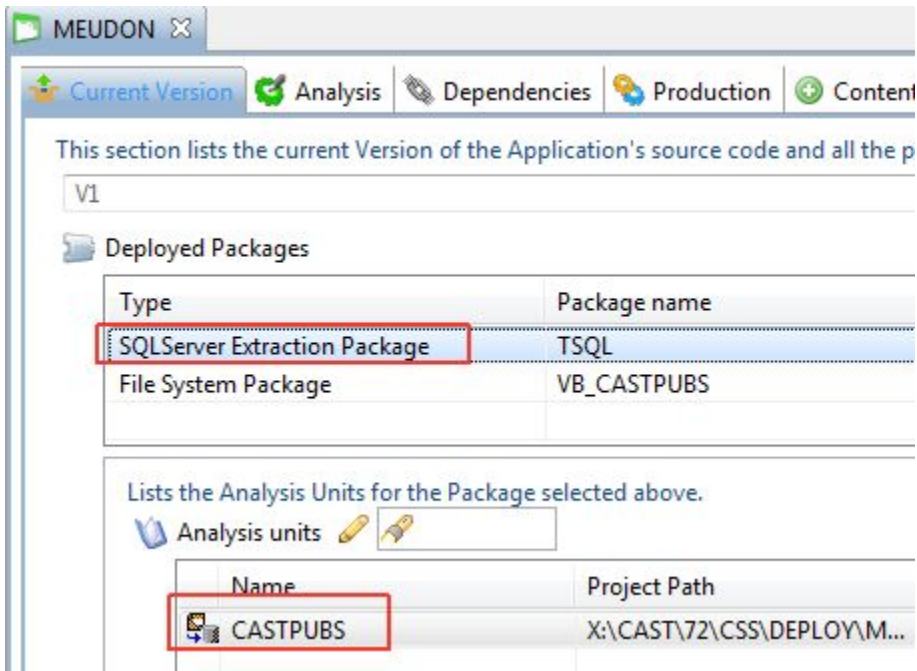 MEUDON
Current Version Analysis Dependencies Production Content
This section lists the current Version of the Application's source code and all the p
V1
Deployed Packages
Type Package name
SQLServer Extraction Package TSQL
File System Package VB_CASTPUBS
Lists the Analysis Units for the Package selected above.
Analysis units
Name Project Path
CASTPUBS X:\CAST\72\CSS\DEPLOY\M...